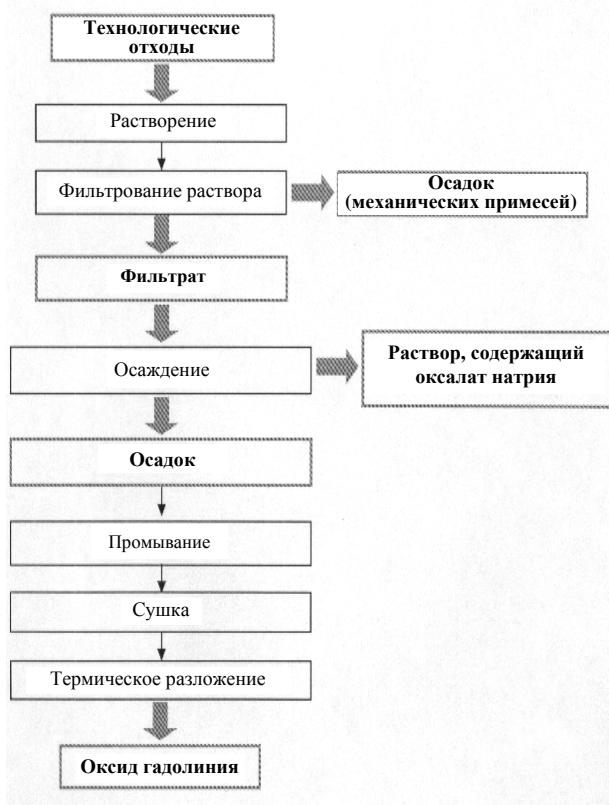 Технологические
отходы
Растворение
Фильтрование раствора
Осадок
(механических примесей)
Фильтрат
Осаждение
Раствор, содержащий
оксалат натрия
Осадок
Промывание
Сушка
Термическое разложение
Оксид гадолиния